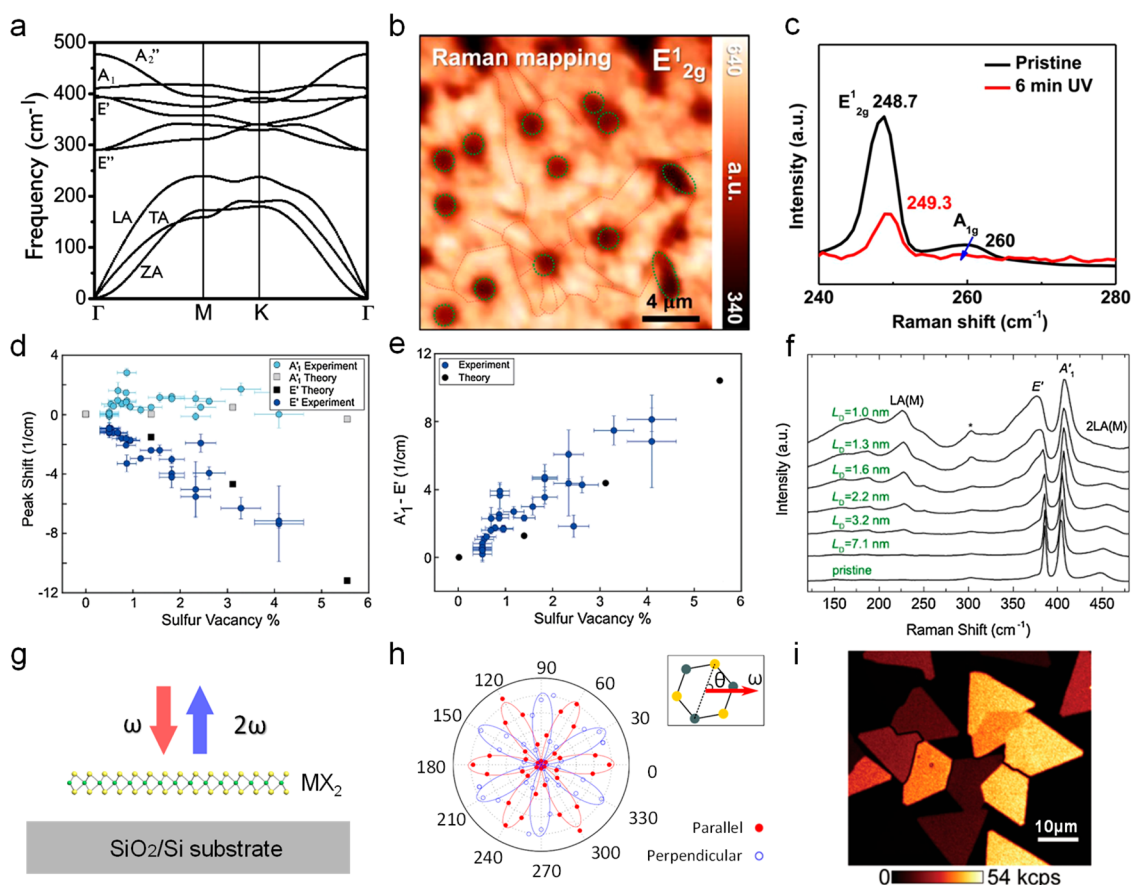 a
500
400
300
200
100
0
Frequency (cm⁻¹)
A₂''
A₁
E'
E''
LA
TA
ZA
Γ M K Γ
b
Raman mapping E¹₂g
640
a.u.
340
4 μm
c
Pristine
6 min UV
E¹₂g 248.7
249.3
A₁g 260
Intensity (a.u.)
240 250 260 270 280
Raman shift (cm⁻¹)
d
A'₁ Experiment
A'₁ Theory
E' Theory
E' Experiment
4
0
-4
-8
-12
Peak Shift (1/cm)
0 1 2 3 4 5 6
Sulfur Vacancy %
e
Experiment
Theory
12
8
4
0
A'₁- E' (1/cm)
0 1 2 3 4 5 6
Sulfur Vacancy %
f
A'₁
E'
LA(M)
*
2LA(M)
L_D=1.0 nm
L_D=1.3 nm
L_D=1.6 nm
L_D=2.2 nm
L_D=3.2 nm
L_D=7.1 nm
pristine
Intensity (a.u.)
150 200 250 300 350 400 450
Raman Shift (cm⁻¹)
g
ω 2ω
MX₂
SiO₂/Si substrate
h
90
120 60
150 30
180 0
210 330
240 300
270
θ ω
Parallel
Perpendicular
i
10μm
0 54 kcps